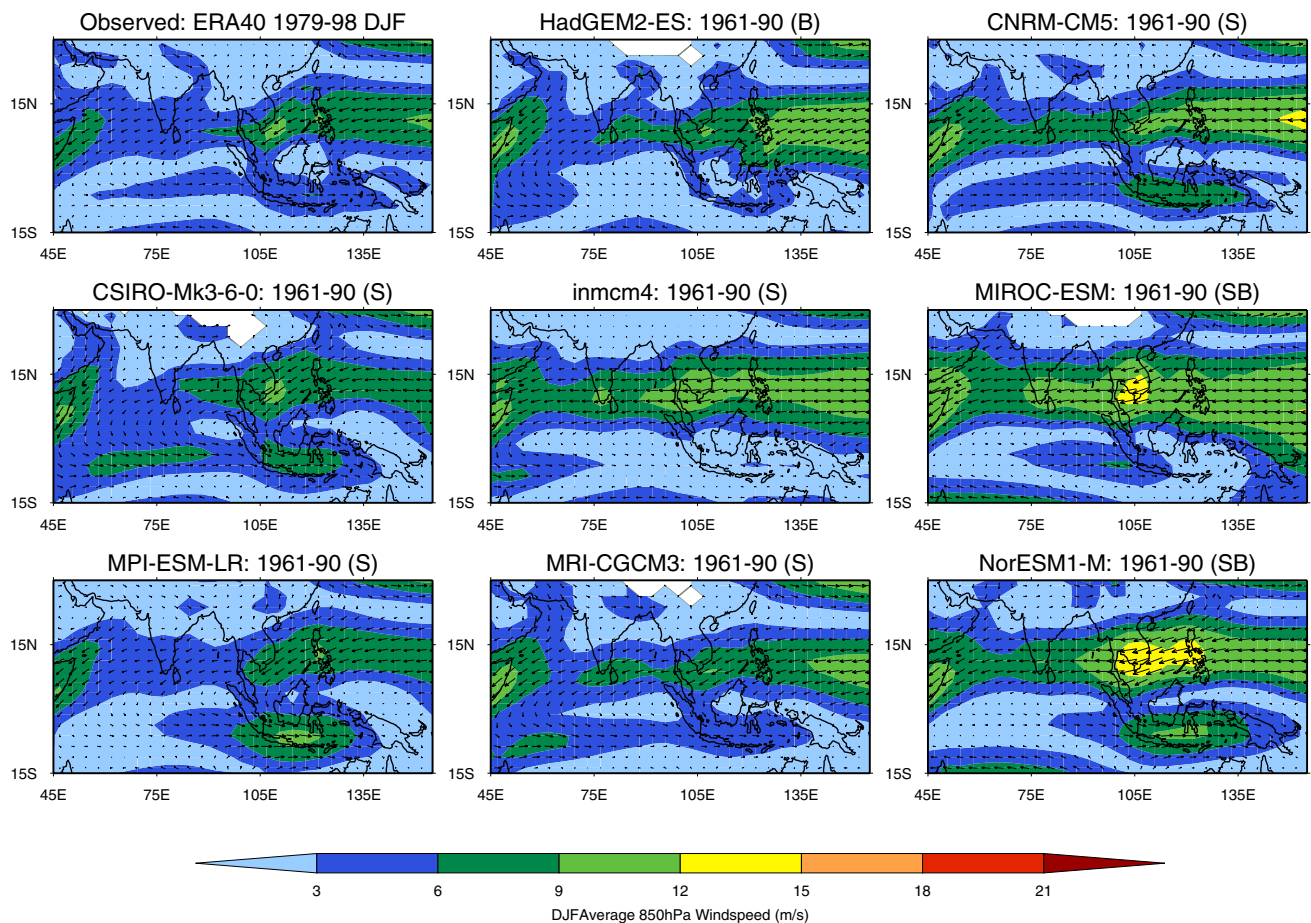 Observed: ERA40 1979-98 DJF
HadGEM2-ES: 1961-90 (B)
CNRM-CM5: 1961-90 (S)
15N
15S
45E 75E 105E 135E
15N
15S
45E 75E 105E 135E
15N
15S
45E 75E 105E 135E
CSIRO-Mk3-6-0: 1961-90 (S)
inmcm4: 1961-90 (S)
MIROC-ESM: 1961-90 (SB)
15N
15S
45E 75E 105E 135E
15N
15S
45E 75E 105E 135E
15N
15S
45E 75E 105E 135E
MPI-ESM-LR: 1961-90 (S)
MRI-CGCM3: 1961-90 (S)
NorESM1-M: 1961-90 (SB)
15N
15S
45E 75E 105E 135E
15N
15S
45E 75E 105E 135E
15N
15S
45E 75E 105E 135E
3 6 9 12 15 18 21
DJFAverage 850hPa Windspeed (m/s)